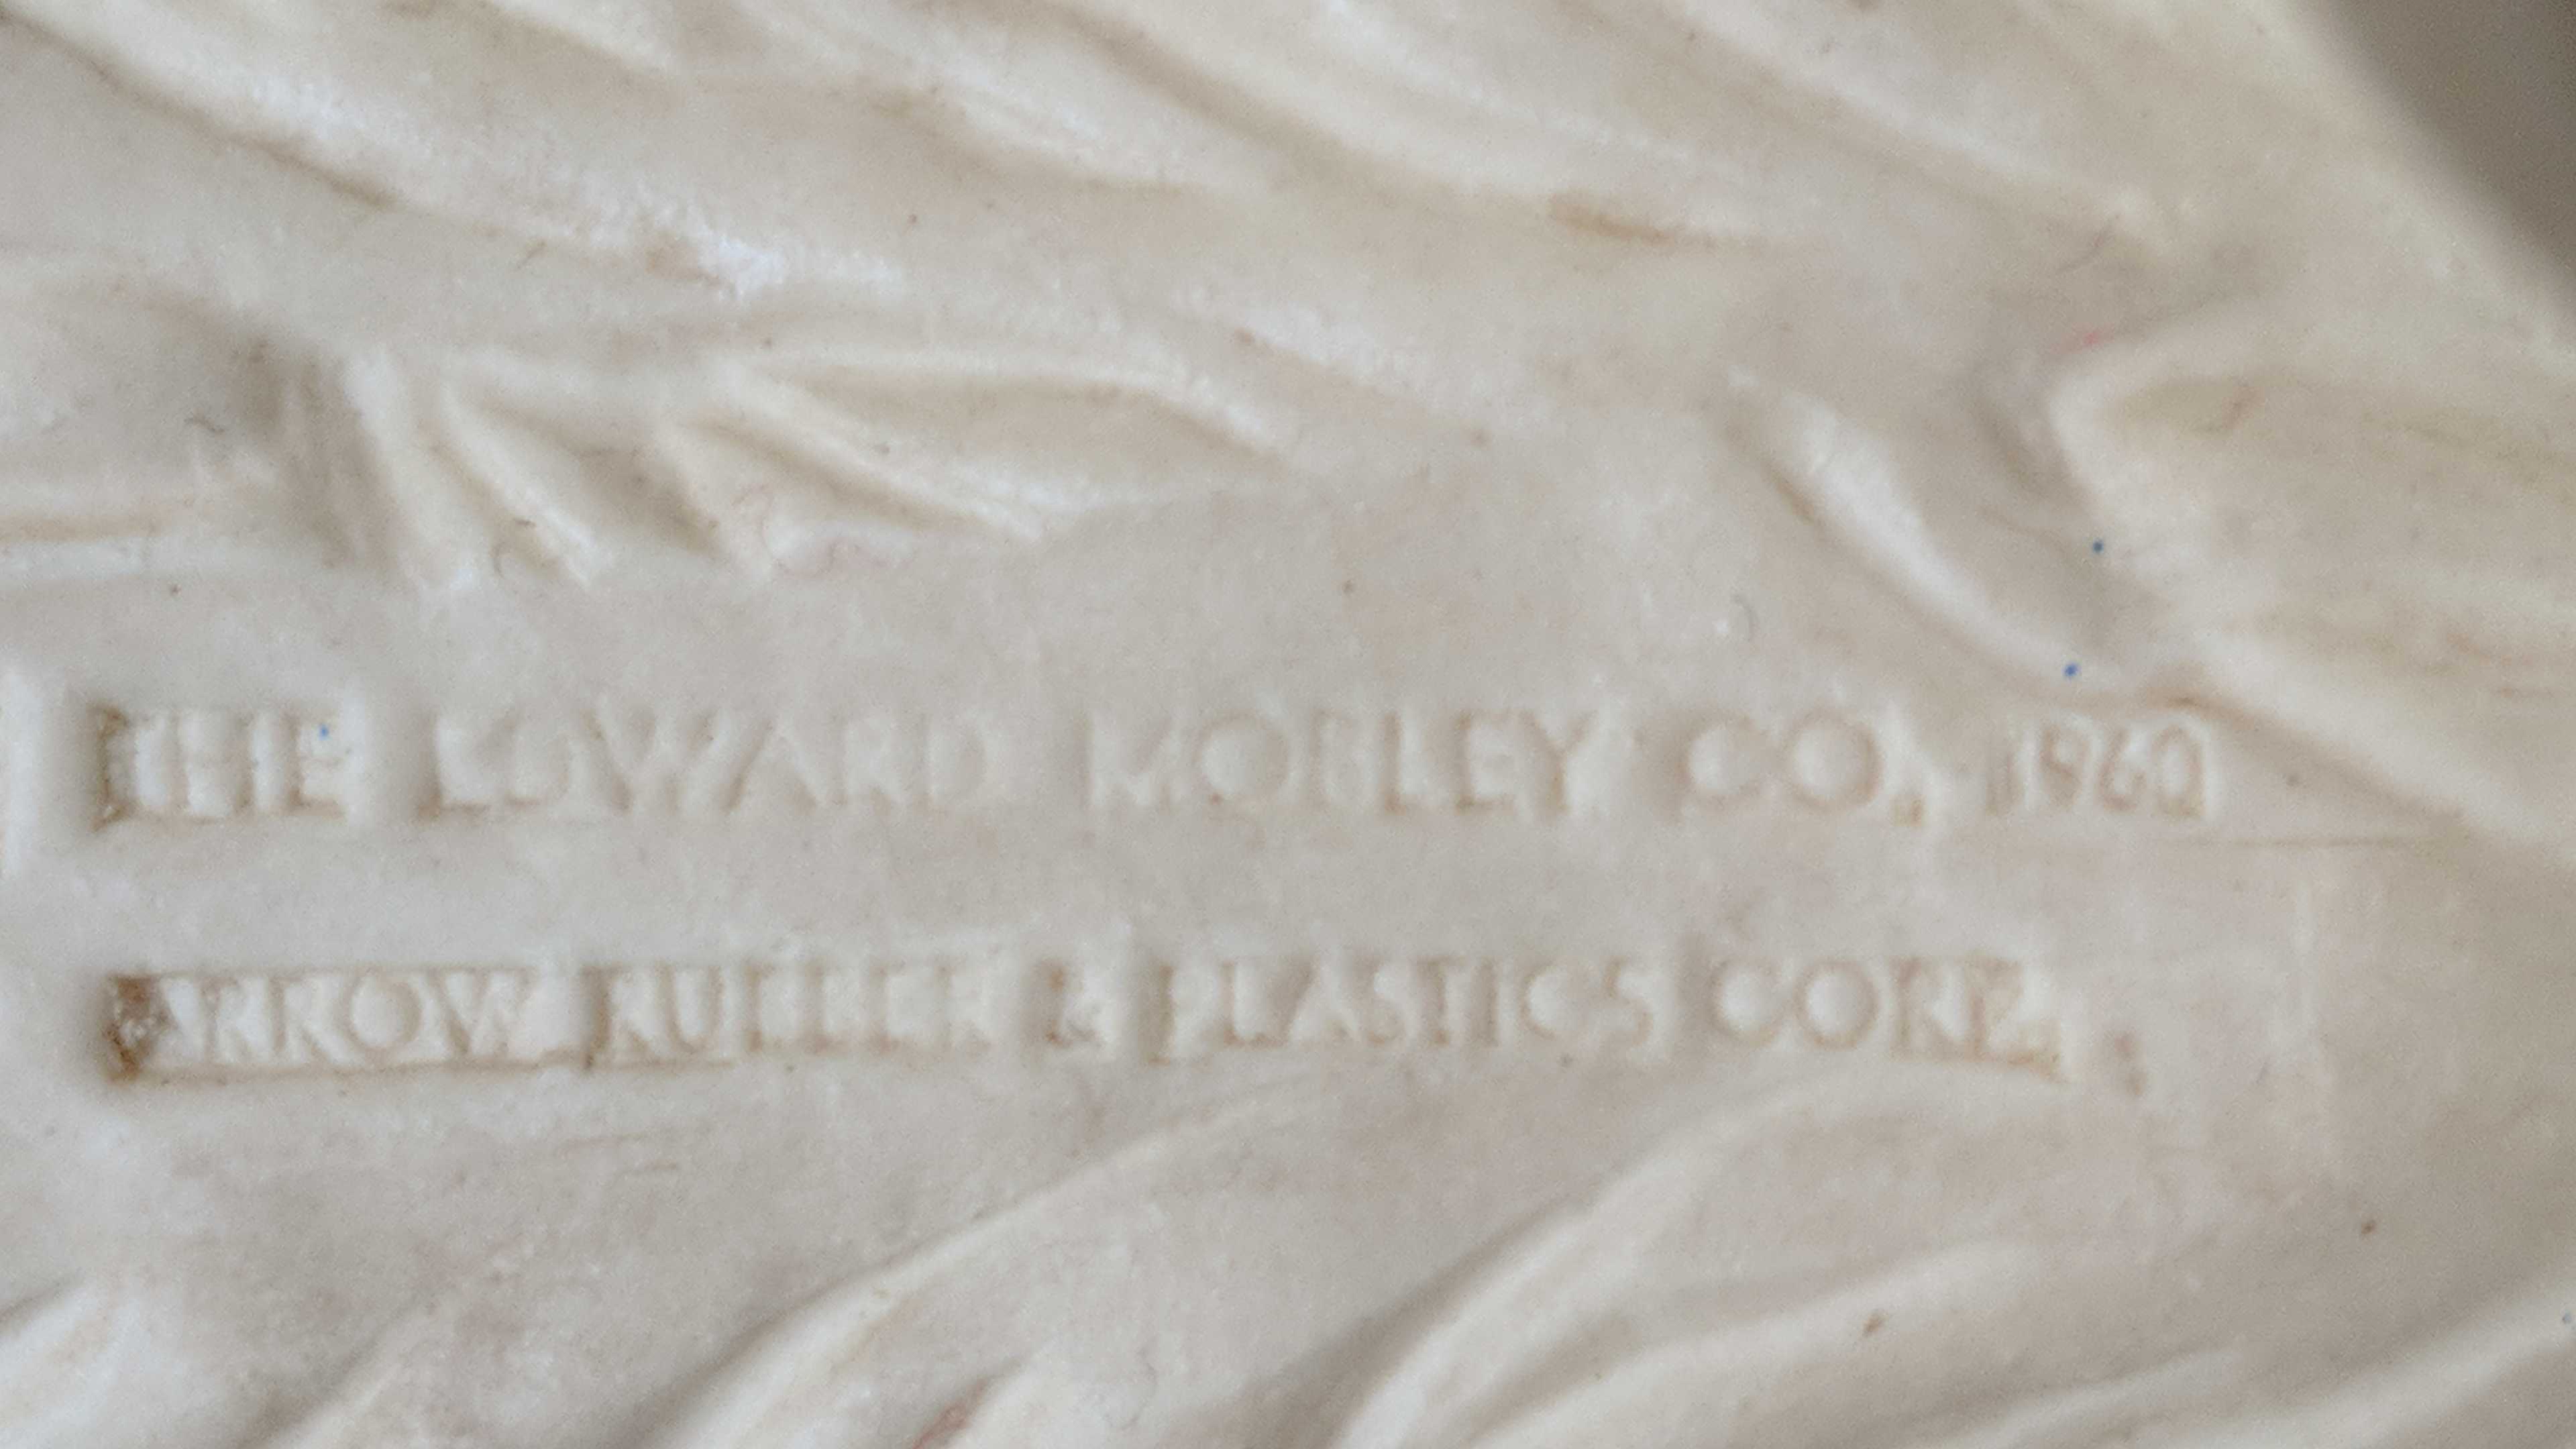 THE EDWARD MOBLEY CO., 1960
ARROW RUBBER & PLASTICS CORP.